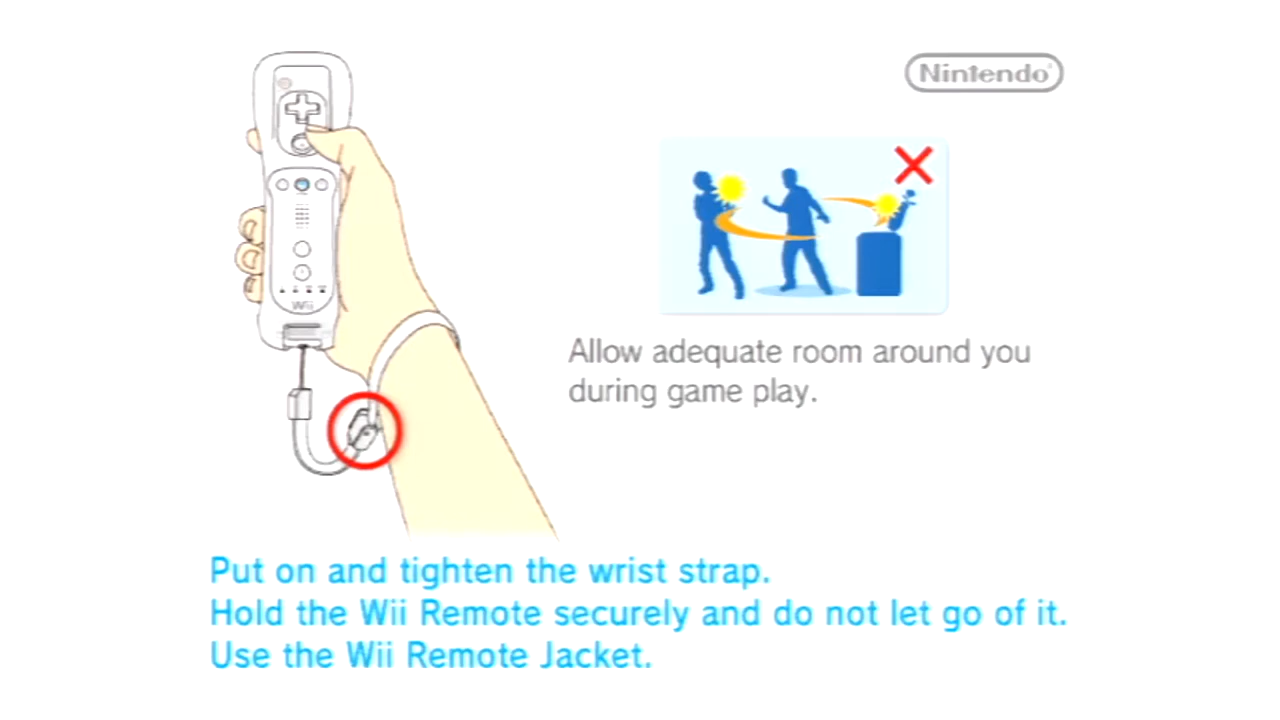 Nintendo
Wii
Allow adequate room around you
during game play.
Put on and tighten the wrist strap.
Hold the Wii Remote securely and do not let go of it.
Use the Wii Remote Jacket.